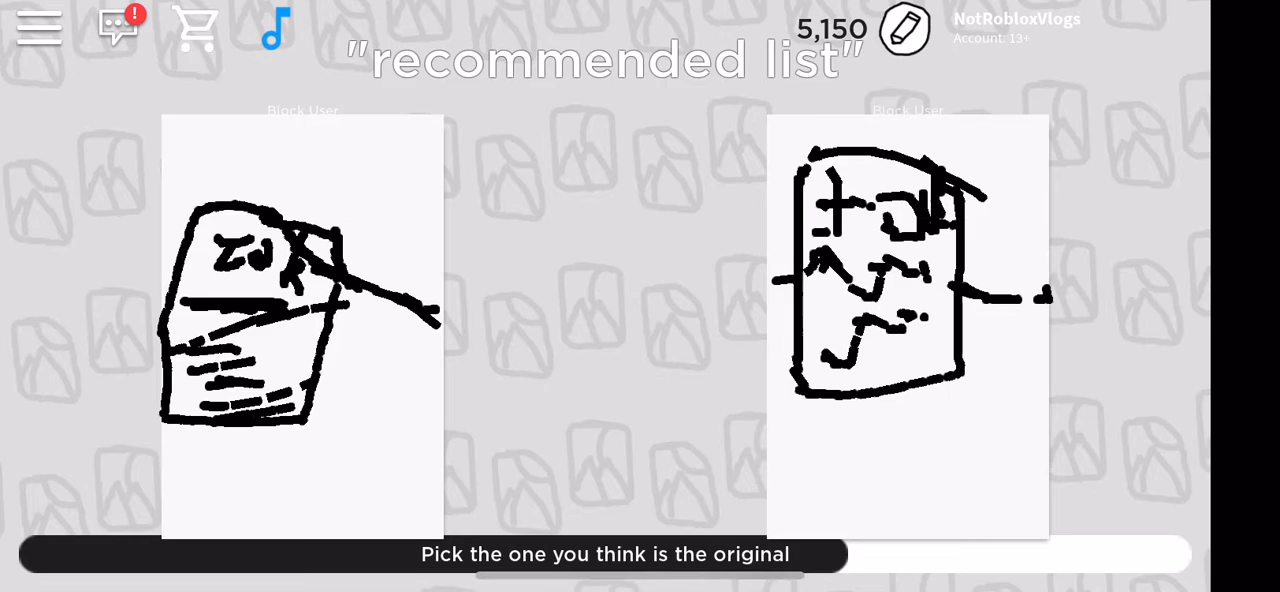 !
5,150
NotRobloxVlogs
Account: 13+
"recommended list"
Block User
Block User
Pick the one you think is the original